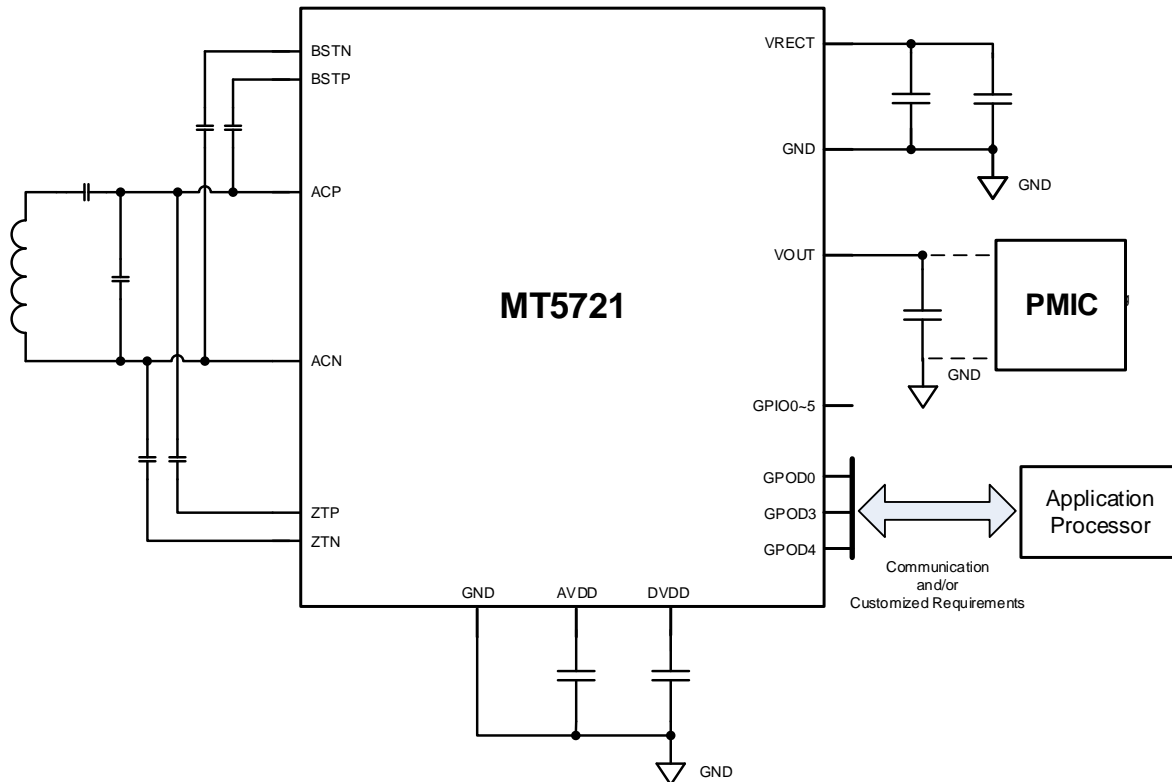 BSTN
BSTP
ACP
ACN
ZTP
ZTN
MT5721
VRECT
GND
GND
VOUT
PMIC
GND
GPIO0~5
GPOD0
GPOD3
GPOD4
Application
Processor
Communication
and/or
Customized Requirements
GND
AVDD
DVDD
GND